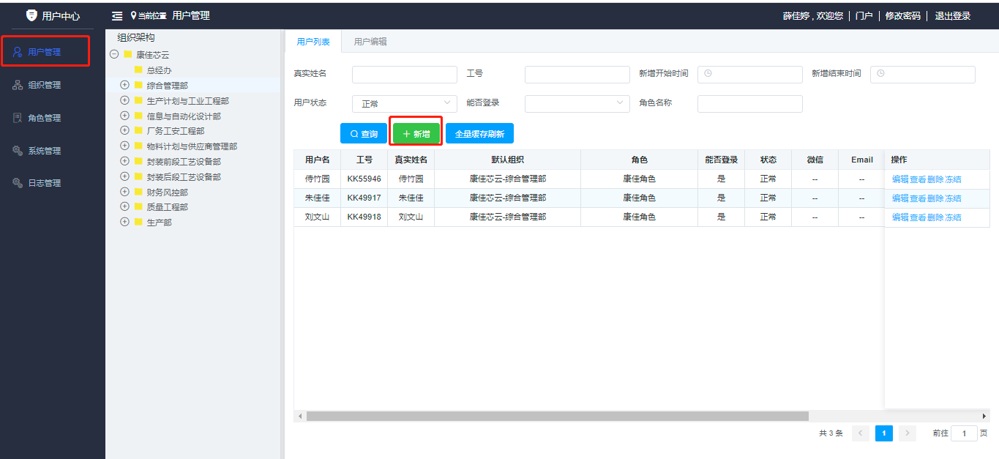 用户中心
当前位置 用户管理
薛佳婷 , 欢迎您 | 门户 | 修改密码 | 退出登录
用户管理
组织管理
角色管理
系统管理
日志管理
组织架构
康佳芯云
总经办
综合管理部
生产计划与工业工程部
信息与自动化设计部
厂务工安工程部
物料计划与供应商管理部
封装前段工艺设备部
封装后段工艺设备部
财务风控部
质量工程部
生产部
用户列表 用户编辑
真实姓名 工号 新增开始时间 新增结束时间
用户状态 正常 能否登录 角色名称
查询 新增 全量缓存刷新
用户名 工号 真实姓名 默认组织 角色 能否登录 状态 微信 Email 操作
侍竹园 KK55946 侍竹园 康佳芯云-综合管理部 康佳角色 是 正常 -- -- 编辑查看删除冻结
朱佳佳 KK49917 朱佳佳 康佳芯云-综合管理部 康佳角色 是 正常 -- -- 编辑查看删除冻结
刘文山 KK49918 刘文山 康佳芯云-综合管理部 康佳角色 是 正常 -- -- 编辑查看删除冻结
共 3 条 1 前往 1 页